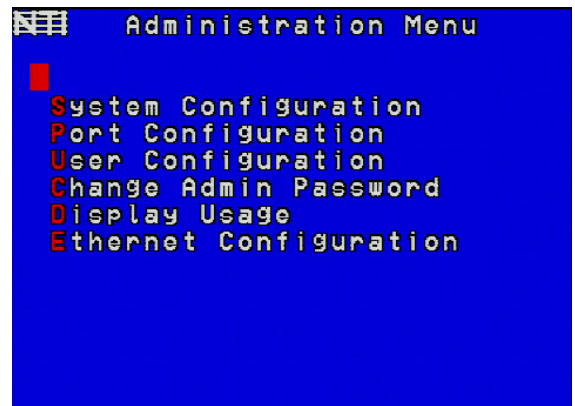 NTI Administration Menu
System Configuration
Port Configuration
User Configuration
Change Admin Password
Display Usage
Ethernet Configuration